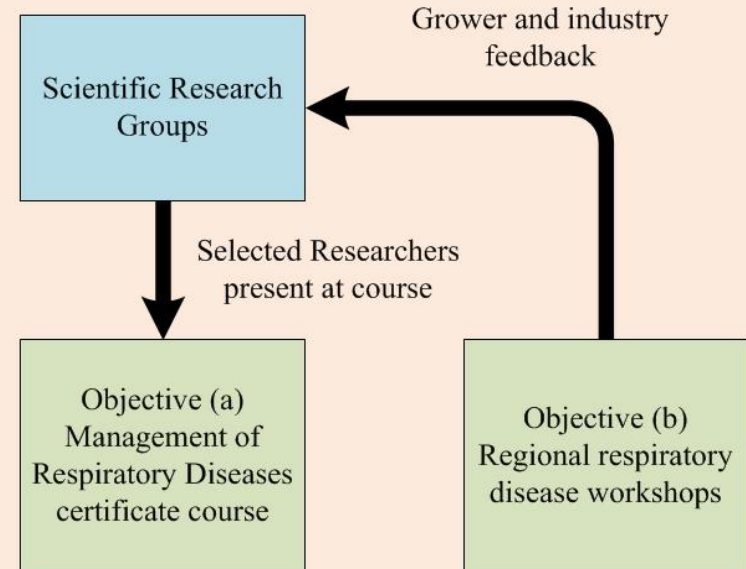 Grower and industry
feedback
Scientific Research
Groups
Selected Researchers
present at course
Objective (a)
Management of
Respiratory Diseases
certificate course
Objective (b)
Regional respiratory
disease workshops